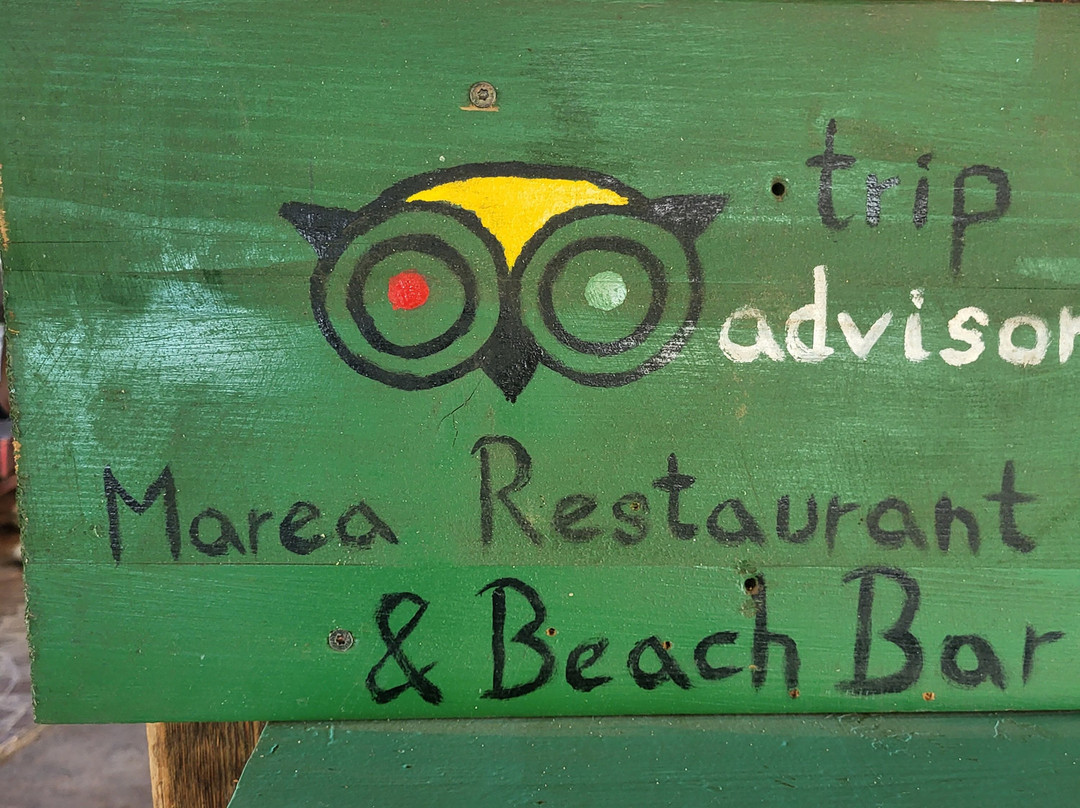 trip
advisor
Marea Restaurant
& Beach Bar